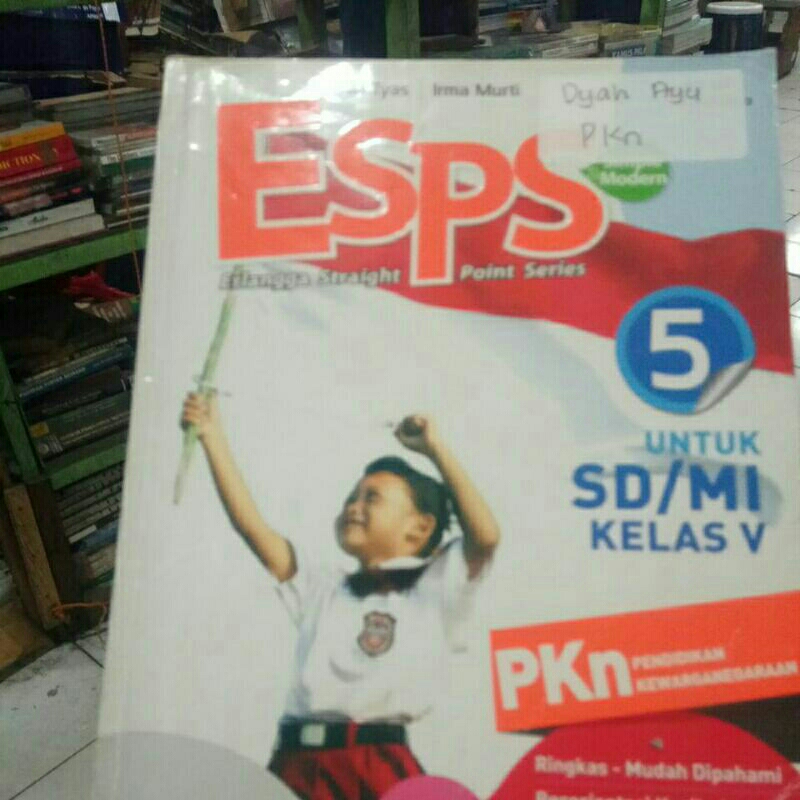 Tyas Irma Murti
Dyah Ayu
PKn
ESPS
Modern
Erlangga Straight Point Series
5
UNTUK
SD/MI
KELAS V
PKn PENDIDIKAN
KEWARGANEGARAAN
Ringkas - Mudah Dipahami